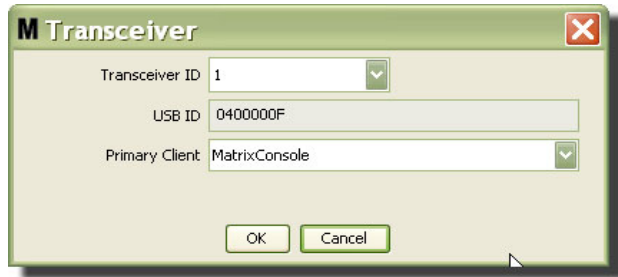 M Transceiver
Transceiver ID 1
USB ID 0400000F
Primary Client MatrixConsole
OK Cancel